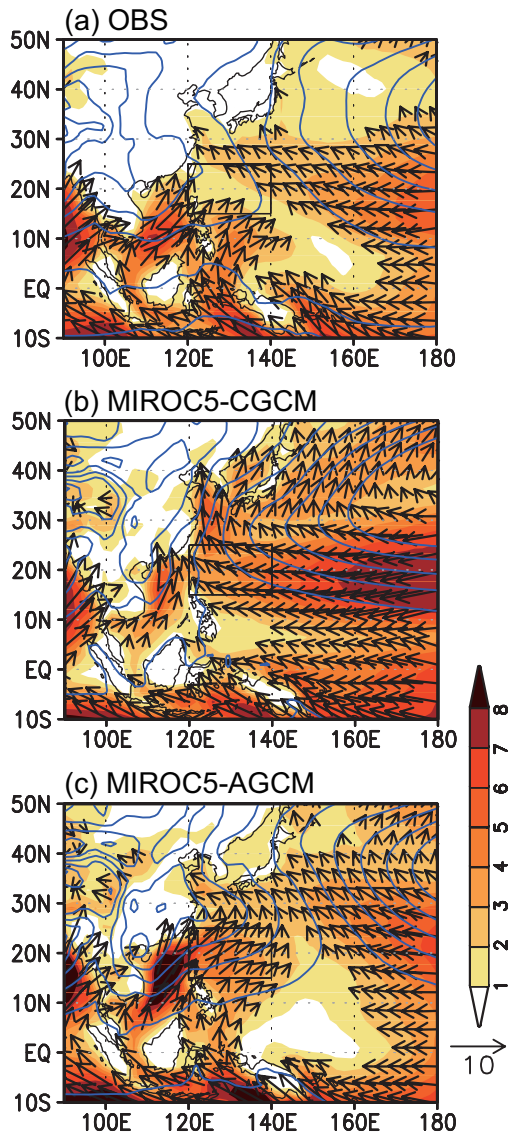 (a) OBS
50N
40N
30N
20N
10N
EQ
10S
100E 120E 140E 160E 180
(b) MIROC5-CGCM
50N
40N
30N
20N
10N
EQ
10S
100E 120E 140E 160E 180
(c) MIROC5-AGCM
50N
40N
30N
20N
10N
EQ
10S
100E 120E 140E 160E 180
8
7
6
5
4
3
2
1
10